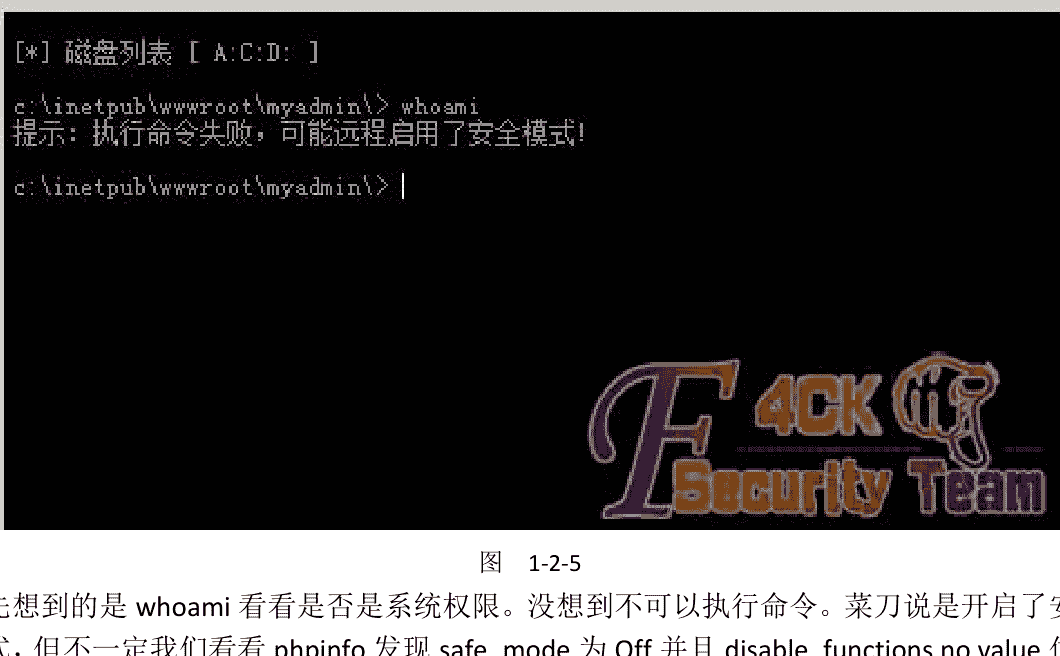 [*] 磁盘列表 [ A:C:D: ]
c:\inetpub\wwwroot\myadmin\> whoami
提示: 执行命令失败，可能远程启用了安全模式!
c:\inetpub\wwwroot\myadmin\>
F4CK
Security Team
图 1-2-5
想到的是 whoami 看看是否是系统权限。没想到不可以执行命令。菜刀说是开启了
，但不一定我们看看 phpinfo 发现 safe_mode 为 Off 并且 disable_functions no value